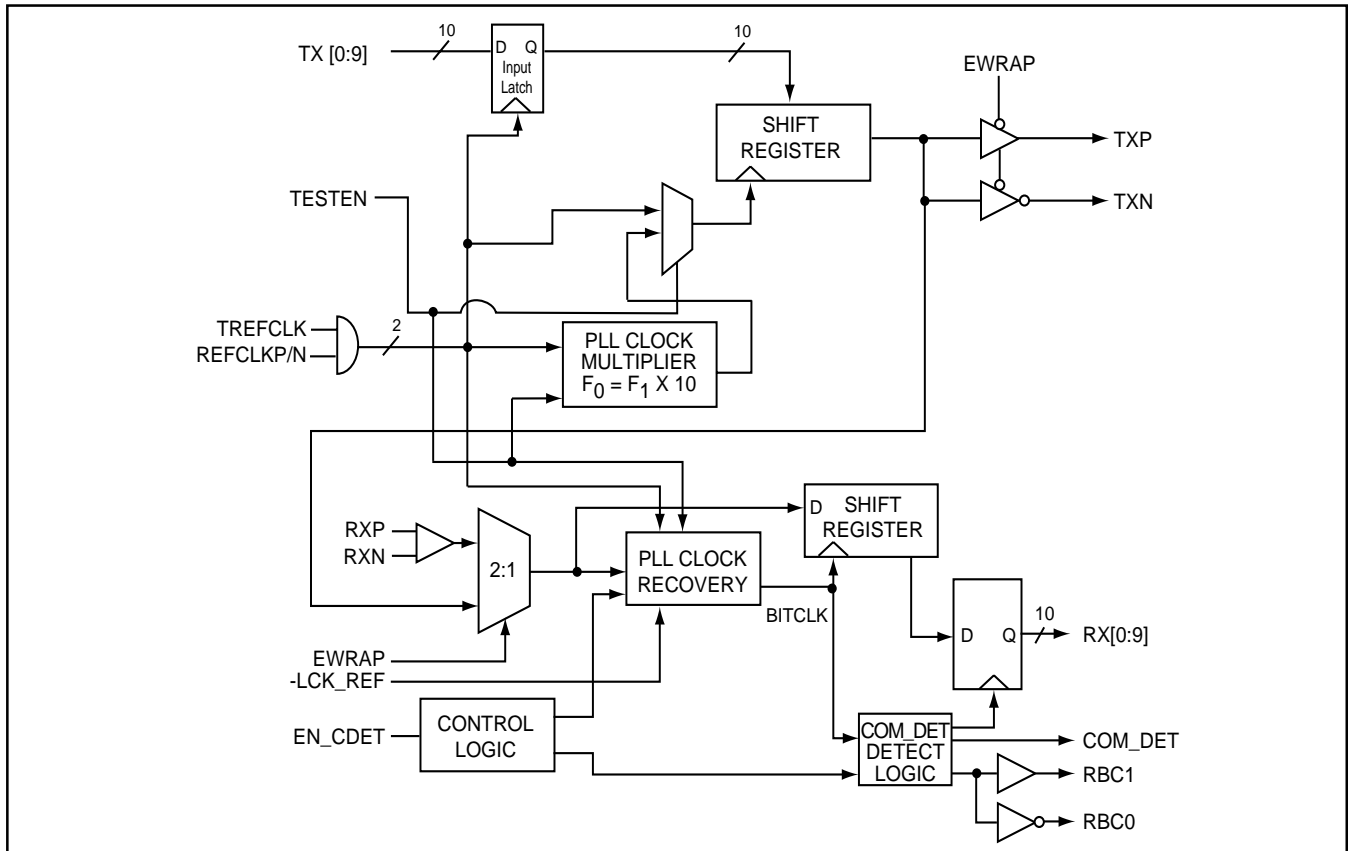 TX [0:9]
10
D Q
Input
Latch
10
EWRAP
SHIFT
REGISTER
TXP
TXN
TESTEN
TREFCLK
REFCLKP/N
2
PLL CLOCK
MULTIPLIER
F0 = F1 X 10
RXP
RXN
2:1
PLL CLOCK
RECOVERY
D SHIFT
REGISTER
BITCLK
D Q
10
RX[0:9]
EWRAP
-LCK_REF
EN_CDET
CONTROL
LOGIC
COM_DET
DETECT
LOGIC
COM_DET
RBC1
RBC0